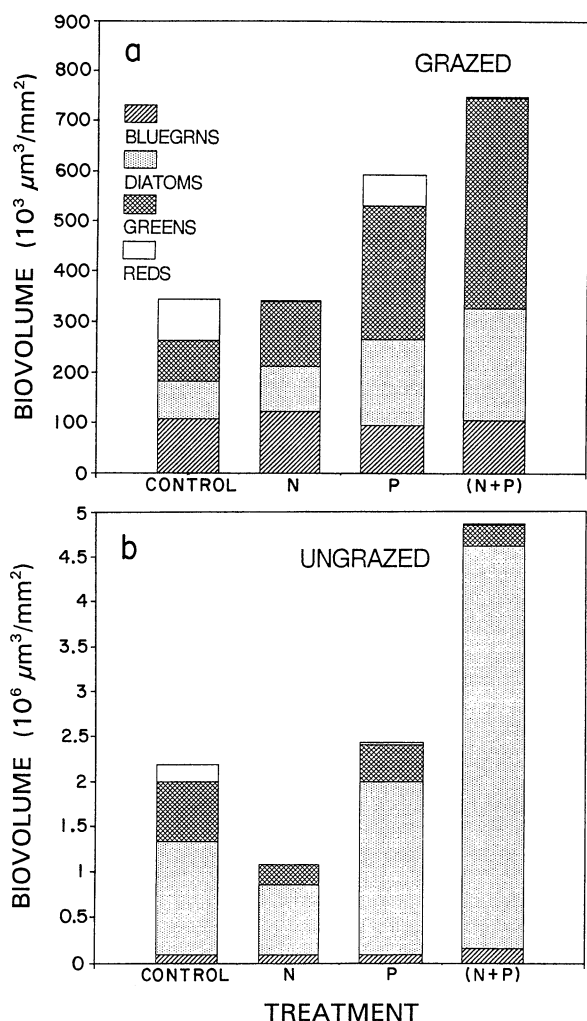 900
a
GRAZED
800
700
BLUEGRNS
600
DIATOMS
500
GREENS
400
REDS
300
200
100
0
BIOVOLUME (10³ μm³/mm²)
CONTROL N P (N+P)
5
b
UNGRAZED
4.5
4
3.5
3
2.5
2
1.5
1
0.5
0
BIOVOLUME (10⁶ μm³/mm²)
CONTROL N P (N+P)
TREATMENT